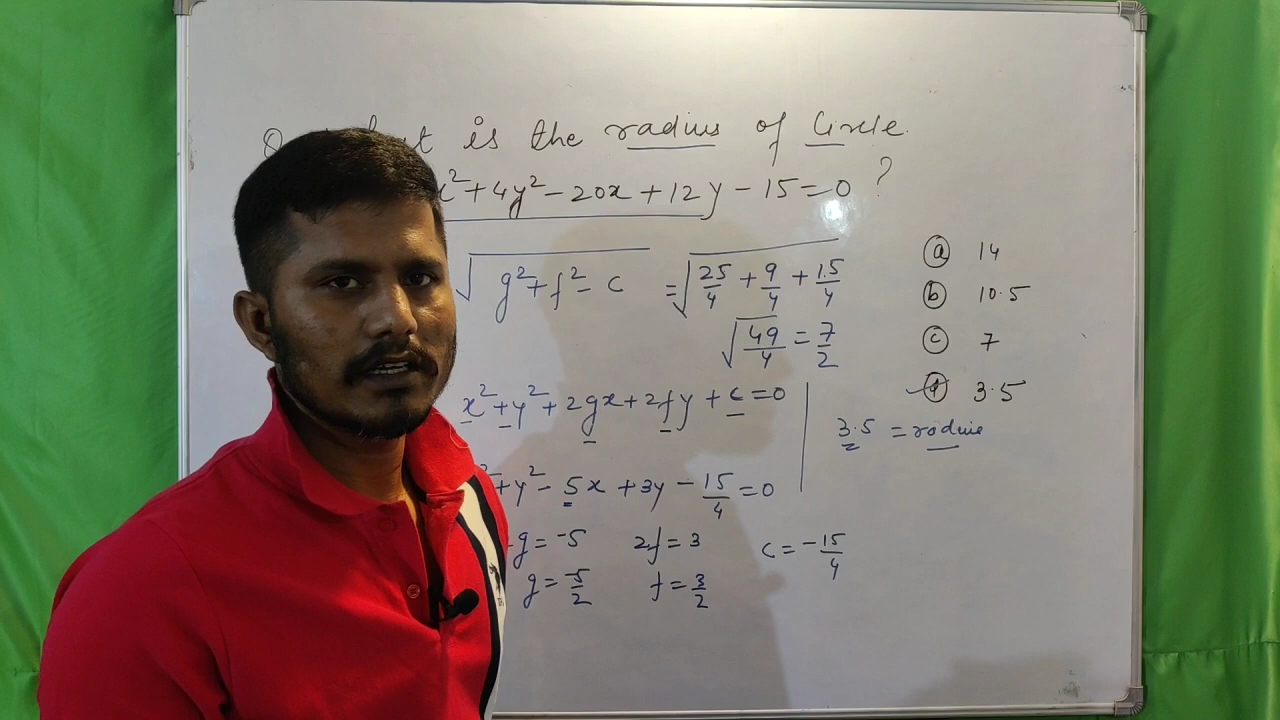 is the radius of Circle.
x²+4y²-20x+12y-15=0 ?
√g²+f²-c = √25/4+9/4+15/4
√49/4 = 7/2
x²+y²+2gx+2fy+c=0
+y²-5x+3y-15/4=0
g=-5 2f=3 c=-15/4
g=-5/2 f=3/2
ⓐ 14
ⓑ 10.5
ⓒ 7
ⓓ 3.5
3.5 = radius